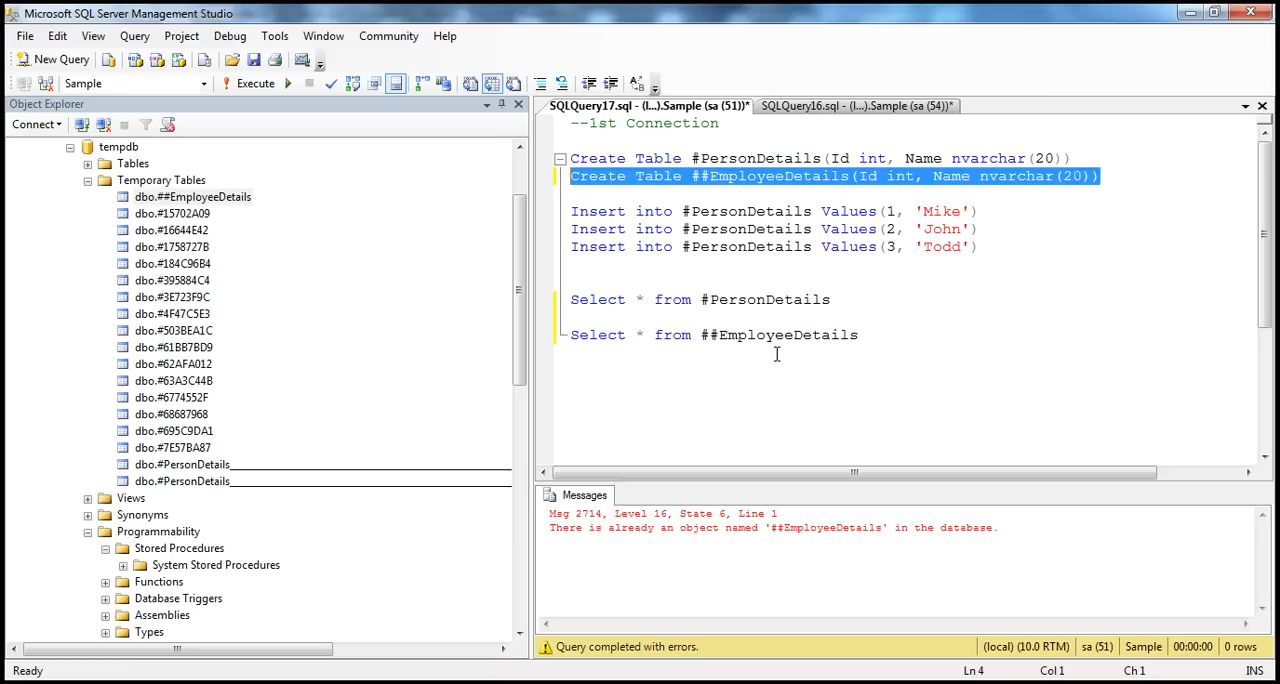 Microsoft SQL Server Management Studio
File Edit View Query Project Debug Tools Window Community Help
New Query
Sample Execute
Object Explorer
SQLQuery17.sql - (l...).Sample (sa (51))* SQLQuery16.sql - (l...).Sample (sa (54))*
Connect
tempdb
Tables
Temporary Tables
dbo.##EmployeeDetails
dbo.#15702A09
dbo.#16644E42
dbo.#1758727B
dbo.#184C96B4
dbo.#395884C4
dbo.#3E723F9C
dbo.#4F47C5E3
dbo.#503BEA1C
dbo.#61BB7BD9
dbo.#62AFA012
dbo.#63A3C44B
dbo.#6774552F
dbo.#68687968
dbo.#695C9DA1
dbo.#7E57BA87
dbo.#PersonDetails
dbo.#PersonDetails
Views
Synonyms
Programmability
Stored Procedures
System Stored Procedures
Functions
Database Triggers
Assemblies
Types
--1st Connection
Create Table #PersonDetails(Id int, Name nvarchar(20))
Create Table ##EmployeeDetails(Id int, Name nvarchar(20))
Insert into #PersonDetails Values(1, 'Mike')
Insert into #PersonDetails Values(2, 'John')
Insert into #PersonDetails Values(3, 'Todd')
Select * from #PersonDetails
Select * from ##EmployeeDetails
Messages
Msg 2714, Level 16, State 6, Line 1
There is already an object named '##EmployeeDetails' in the database.
Query completed with errors. (local) (10.0 RTM) sa (51) Sample 00:00:00 0 rows
Ready Ln 4 Col 1 Ch 1 INS